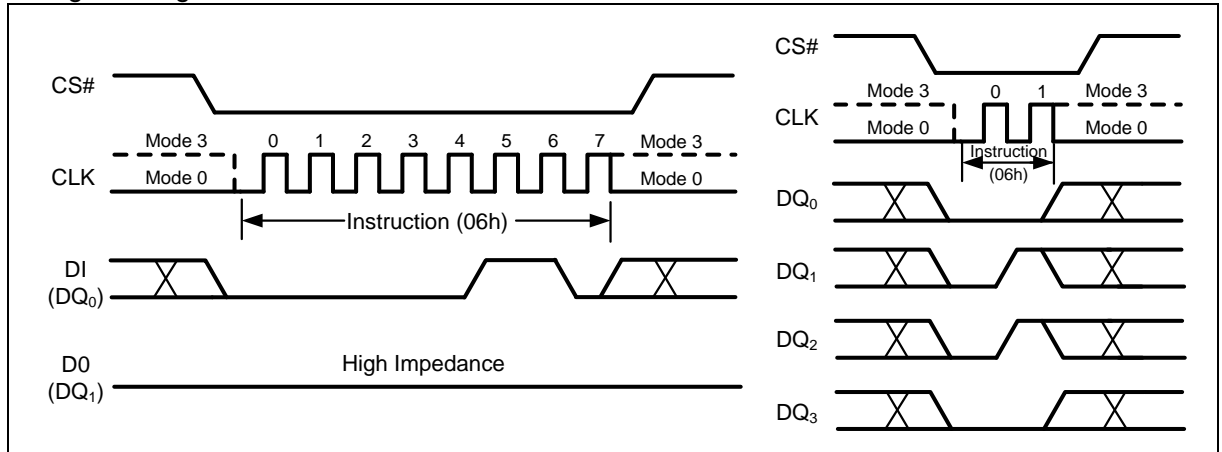 CS#
Mode 3 0 1 2 3 4 5 6 7 Mode 3
CLK
Mode 0 Mode 0
Instruction (06h)
DI
(DQ0)
D0
(DQ1)
High Impedance
CS#
Mode 3 0 1 Mode 3
CLK
Mode 0 Mode 0
Instruction
(06h)
DQ0
DQ1
DQ2
DQ3